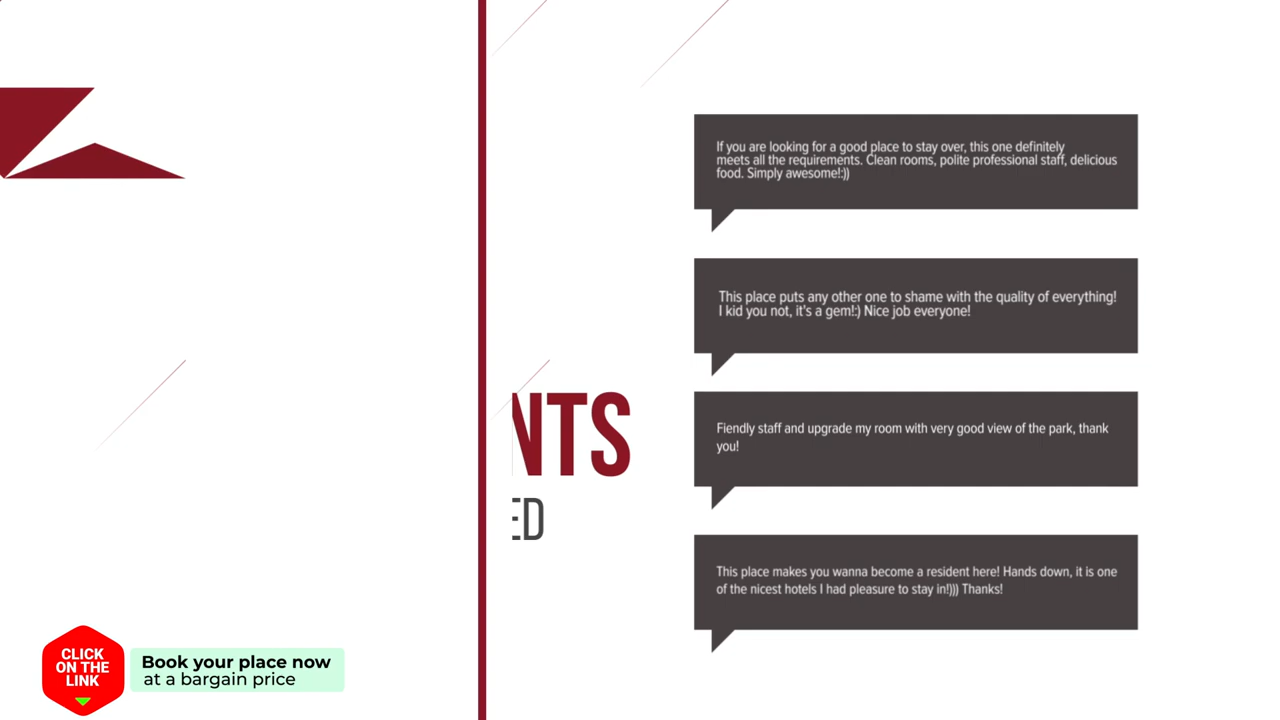 If you are looking for a good place to stay over, this one definitely
meets all the requirements. Clean rooms, polite professional staff, delicious
food. Simply awesome!:))
This place puts any other one to shame with the quality of everything!
I kid you not, it's a gem!:) Nice job everyone!
NTS
ED
Fiendly staff and upgrade my room with very good view of the park, thank
you!
This place makes you wanna become a resident here! Hands down, it is one
of the nicest hotels I had pleasure to stay in!))) Thanks!
CLICK
ON THE
LINK
Book your place now
at a bargain price